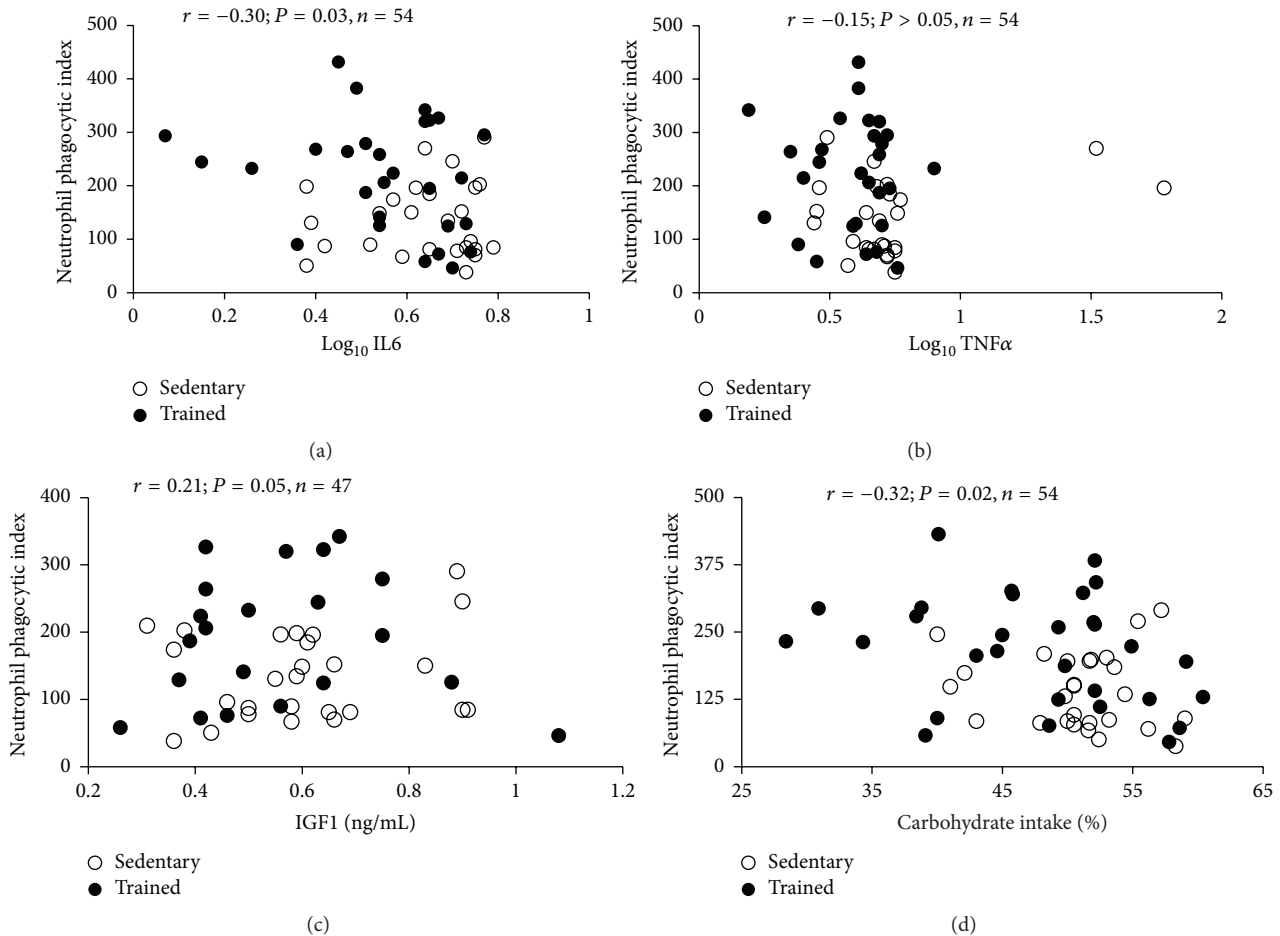 r = −0.30; P = 0.03, n = 54
Neutrophil phagocytic index
500
400
300
200
100
0
0 0.2 0.4 0.6 0.8 1
Log₁₀ IL6
Sedentary
Trained
(a)
r = −0.15; P > 0.05, n = 54
Neutrophil phagocytic index
500
400
300
200
100
0
0 0.5 1 1.5 2
Log₁₀ TNFα
Sedentary
Trained
(b)
r = 0.21; P = 0.05, n = 47
Neutrophil phagocytic index
400
300
200
100
0
0.2 0.4 0.6 0.8 1 1.2
IGF1 (ng/mL)
Sedentary
Trained
(c)
r = −0.32; P = 0.02, n = 54
Neutrophil phagocytic index
500
375
250
125
0
25 35 45 55 65
Carbohydrate intake (%)
Sedentary
Trained
(d)